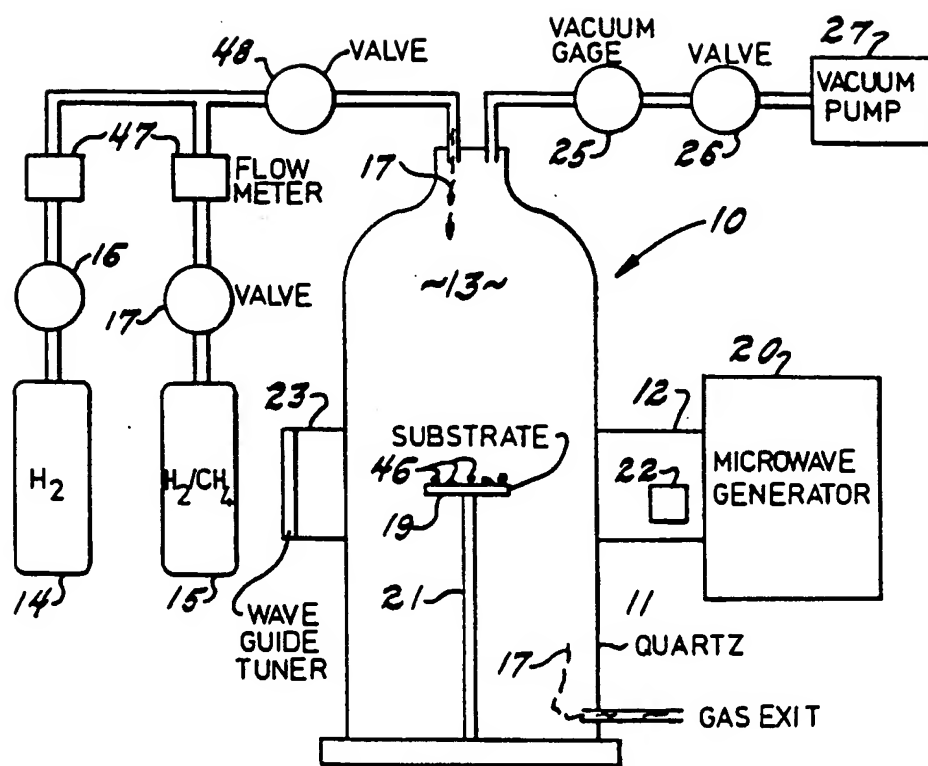 48
VALVE
VACUUM
GAGE
VALVE
27
VACUUM
PUMP
47
FLOW
METER
17
25
26
10
16
17
VALVE
~13~
20
23
12
SUBSTRATE
46
22
MICROWAVE
GENERATOR
H2
H2/CH4
19
14
15
21
11
WAVE
GUIDE
TUNER
17
QUARTZ
GAS EXIT